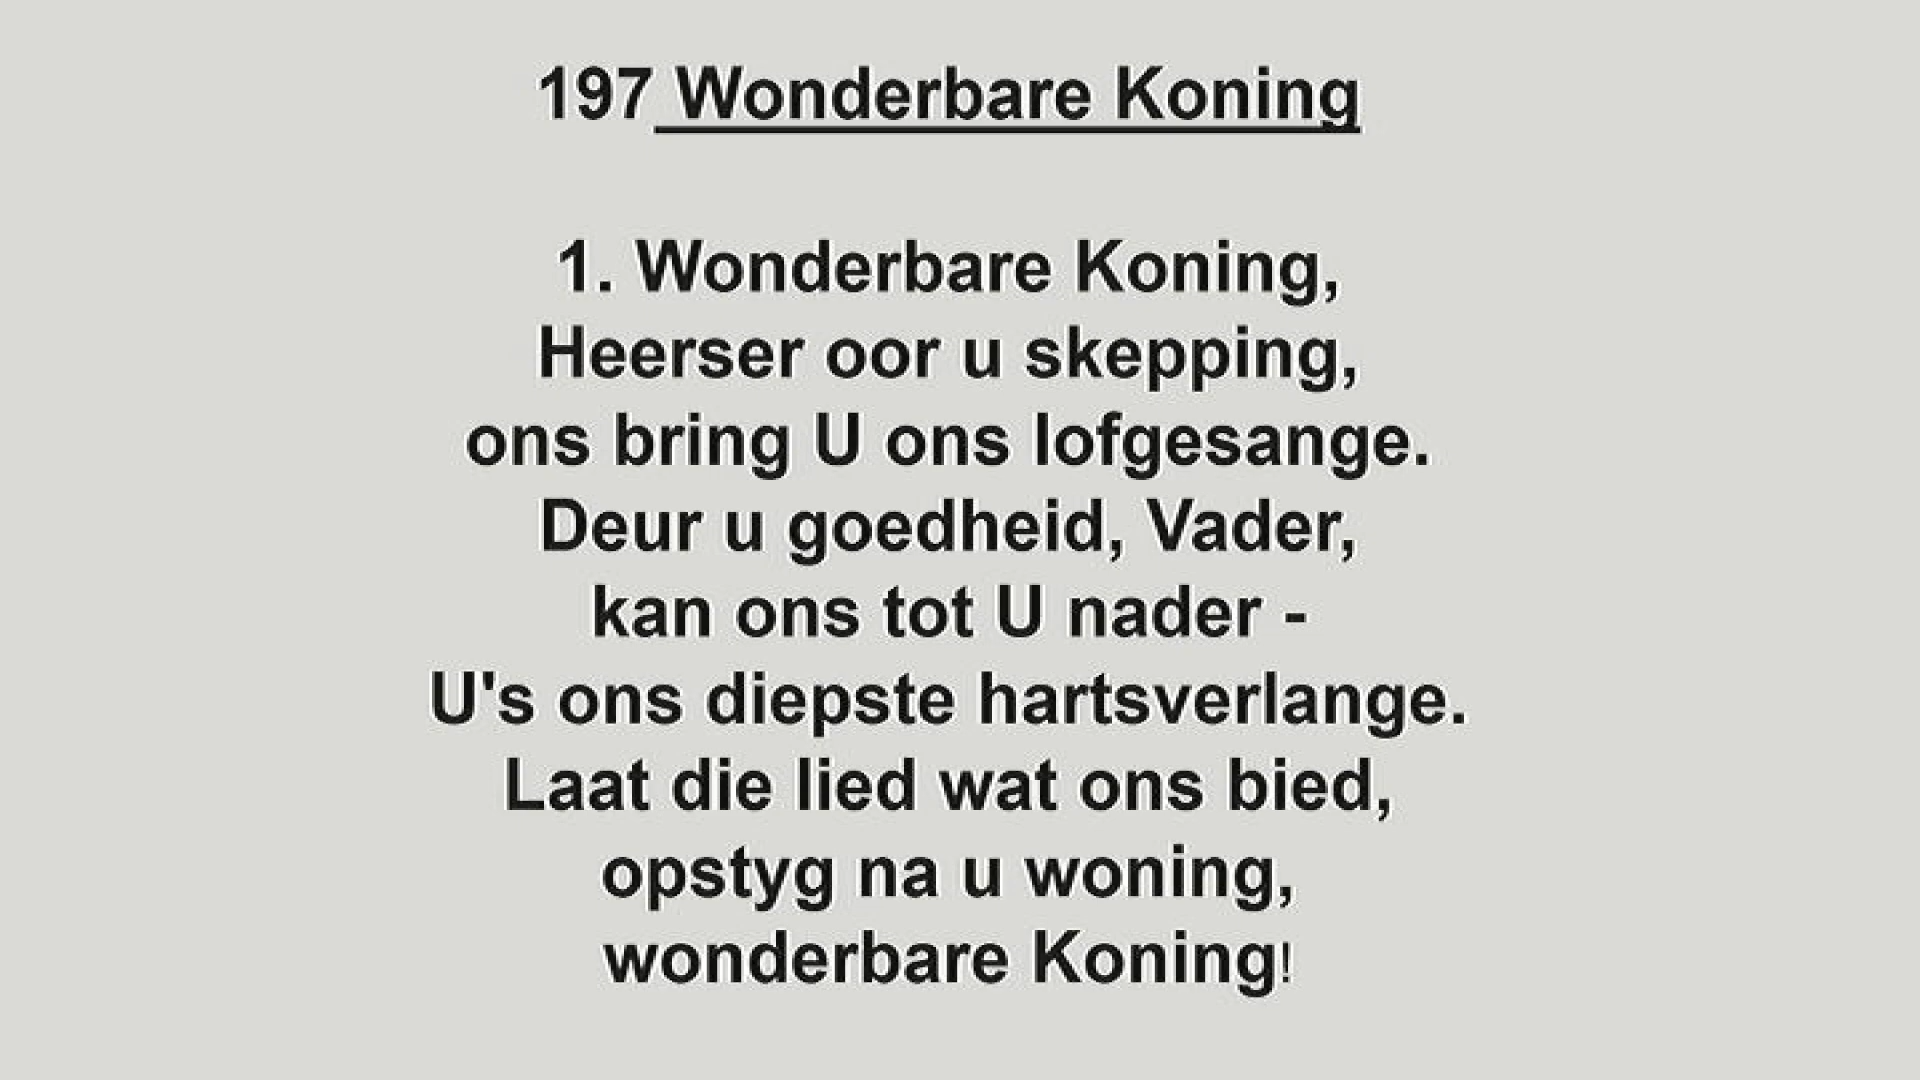 197 Wonderbare Koning
1. Wonderbare Koning,
Heerser oor u skepping,
ons bring U ons lofgesange.
Deur u goedheid, Vader,
kan ons tot U nader -
U's ons diepste hartsverlange.
Laat die lied wat ons bied,
opstyg na u woning,
wonderbare Koning!